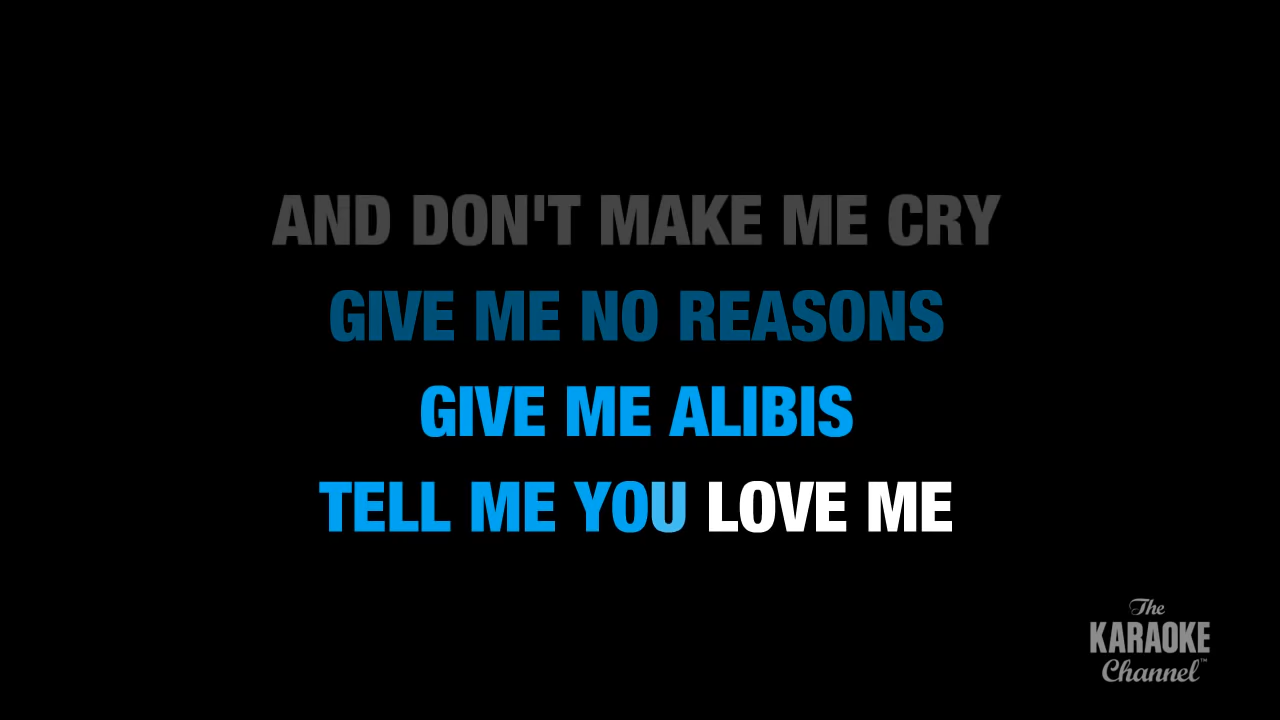 AND DON'T MAKE ME CRY
GIVE ME NO REASONS
GIVE ME ALIBIS
TELL ME YOU LOVE ME
The
KARAOKE
Channel™